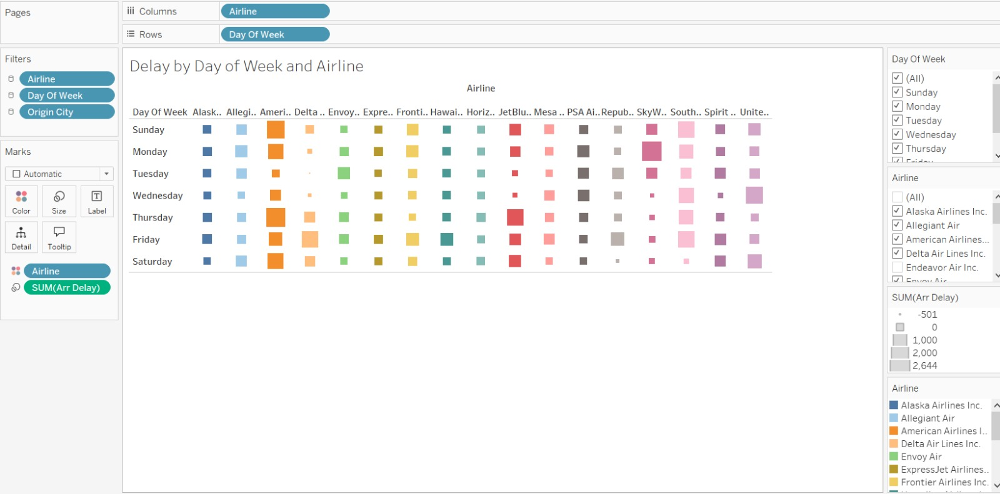 Pages
Columns
Airline
Rows
Day Of Week
Filters
Airline
Day Of Week
Origin City
Marks
Automatic
Color
Size
Label
Detail
Tooltip
Airline
SUM(Arr Delay)
Delay by Day of Week and Airline
Airline
Day Of Week Alask.. Allegi.. Ameri.. Delta .. Envoy.. Expre.. Fronti.. Hawai.. Horiz.. JetBlu.. Mesa .. PSA Ai.. Repub.. SkyW.. South.. Spirit .. Unite..
Sunday
Monday
Tuesday
Wednesday
Thursday
Friday
Saturday
Day Of Week
(All)
Sunday
Monday
Tuesday
Wednesday
Thursday
Friday
Airline
(All)
Alaska Airlines Inc.
Allegiant Air
American Airlines...
Delta Air Lines Inc.
Endeavor Air Inc.
Envoy Air
SUM(Arr Delay)
-501
0
1,000
2,000
2,644
Airline
Alaska Airlines Inc.
Allegiant Air
American Airlines I..
Delta Air Lines Inc.
Envoy Air
ExpressJet Airlines..
Frontier Airlines Inc.